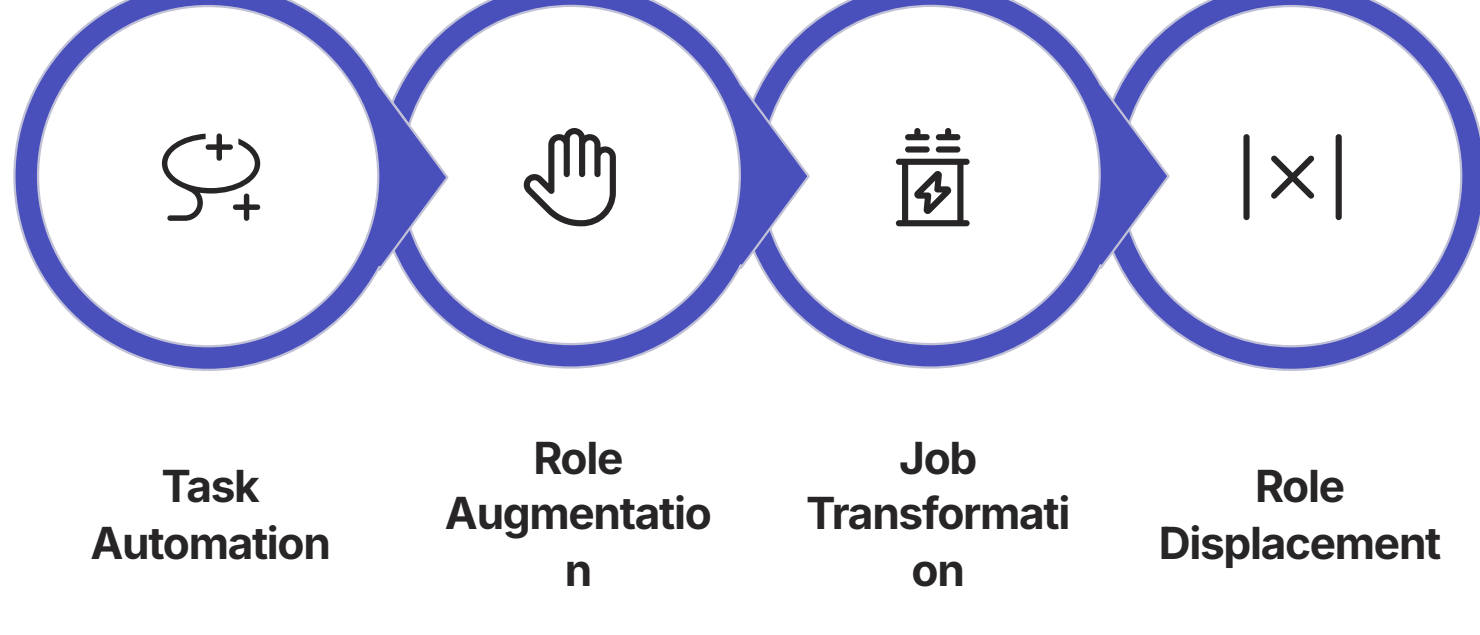 Task
Automation
Role
Augmentatio
n
Job
Transformati
on
Role
Displacement